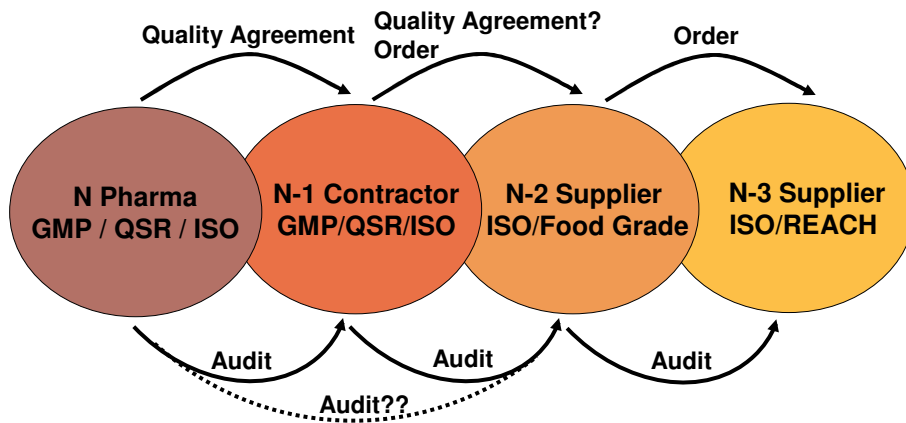 Quality Agreement
Quality Agreement?
Order
Order
N Pharma
GMP / QSR / ISO
N-1 Contractor
GMP/QSR/ISO
N-2 Supplier
ISO/Food Grade
N-3 Supplier
ISO/REACH
Audit
Audit
Audit
Audit??